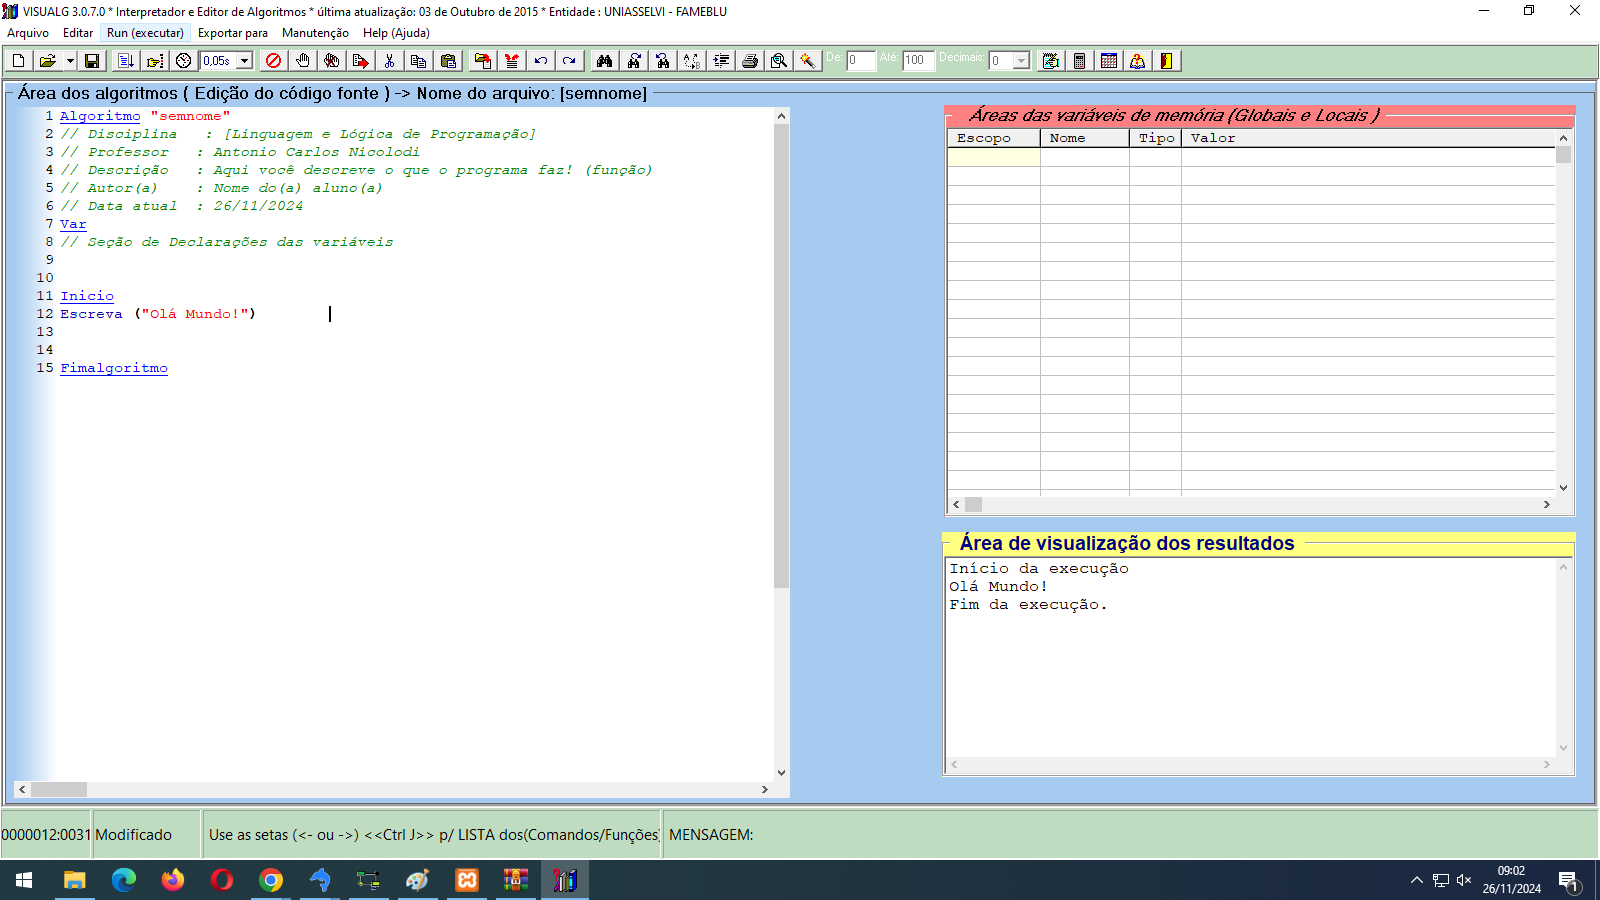 VISUALG 3.0.7.0 * Interpretador e Editor de Algoritmos * última atualização: 03 de Outubro de 2015 * Entidade : UNIASSELVI - FAMEBLU
Arquivo Editar Run (executar) Exportar para Manutenção Help (Ajuda)
0,05s De: 0 Até: 100 Decimais: 0
Área dos algoritmos ( Edição do código fonte ) -> Nome do arquivo: [semnome]
1 Algoritmo "semnome"
2 // Disciplina : [Linguagem e Lógica de Programação]
3 // Professor : Antonio Carlos Nicolodi
4 // Descrição : Aqui você descreve o que o programa faz! (função)
5 // Autor(a) : Nome do(a) aluno(a)
6 // Data atual : 26/11/2024
7 Var
8 // Seção de Declarações das variáveis
9
10
11 Inicio
12 Escreva ("Olá Mundo!")
13
14
15 Fimalgoritmo
Áreas das variáveis de memória (Globais e Locais )
Escopo Nome Tipo Valor
Área de visualização dos resultados
Início da execução
Olá Mundo!
Fim da execução.
0000012:0031 Modificado Use as setas (<- ou ->) <<Ctrl J>> p/ LISTA dos(Comandos/Funções) MENSAGEM:
09:02
26/11/2024
1